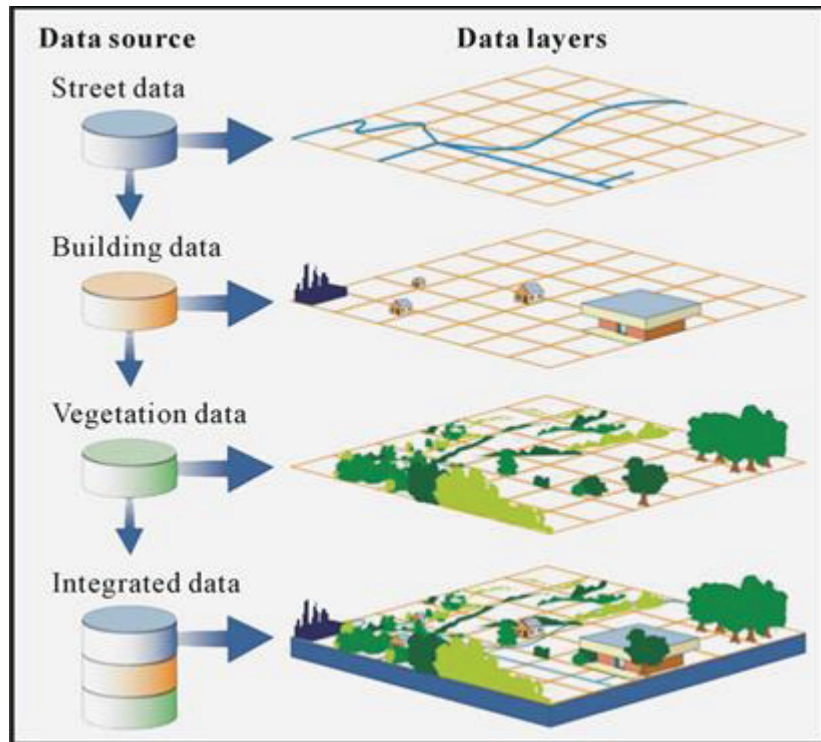 Data source
Data layers
Street data
Building data
Vegetation data
Integrated data